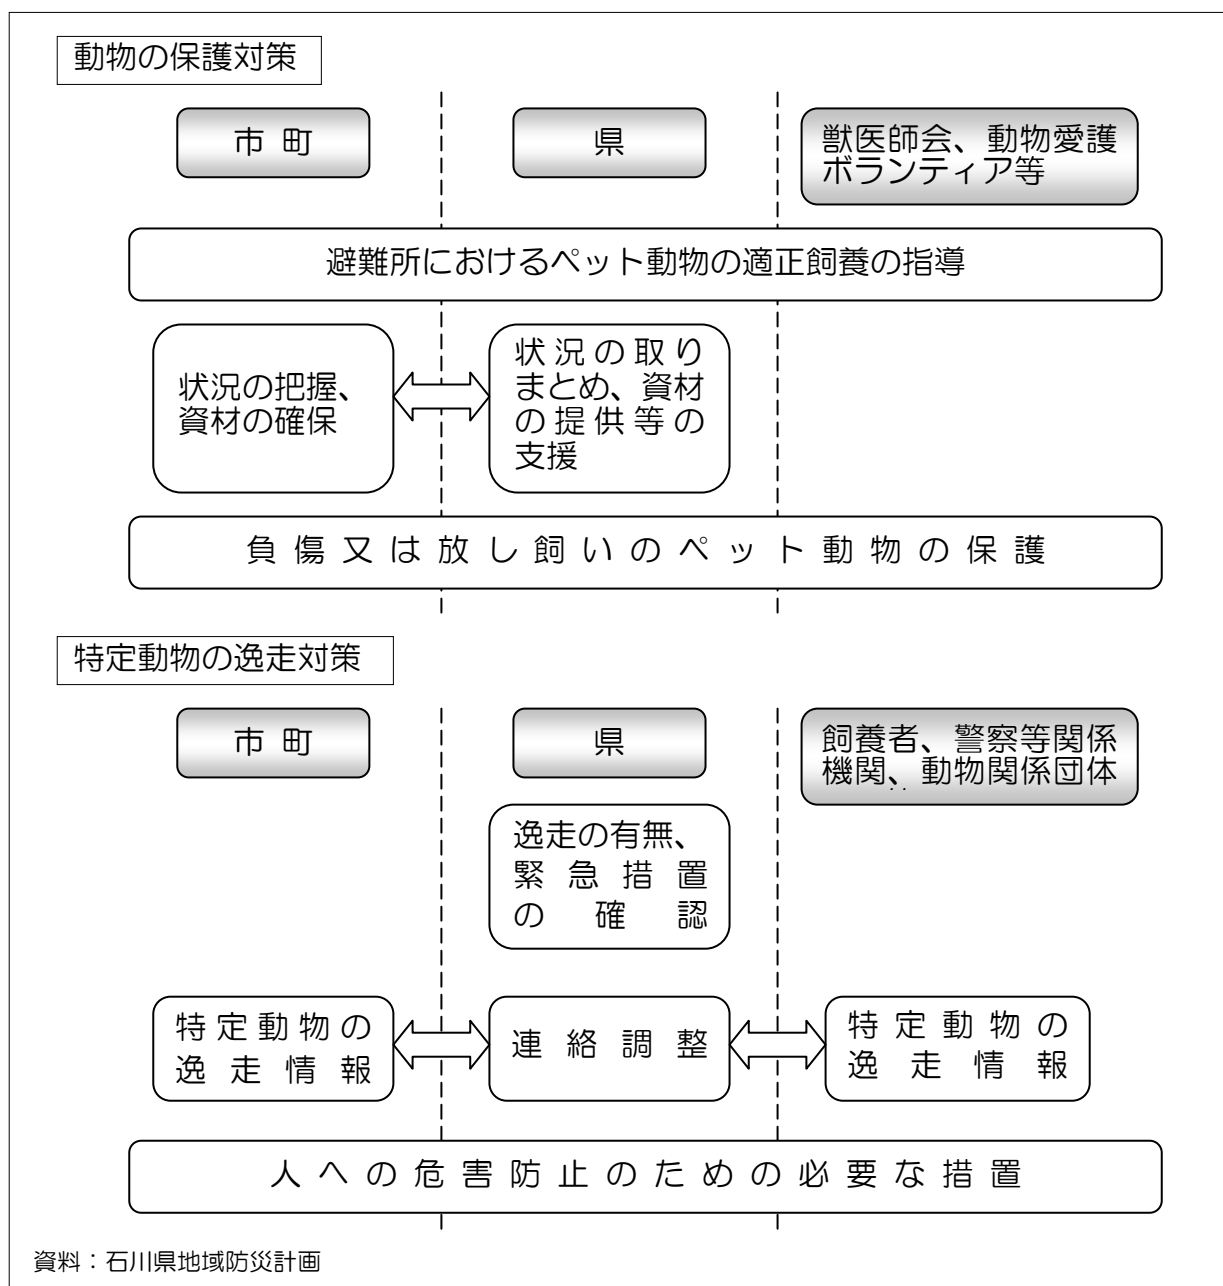 動物の保護対策
市町
県
獣医師会、動物愛護
ボランティア等
避難所におけるペット動物の適正飼養の指導
状況の把握、
資材の確保
状況の取り
まとめ、資材
の提供等の
支援
負傷又は放し飼いのペット動物の保護
特定動物の逸走対策
市町
県
飼養者、警察等関係
機関、動物関係団体
逸走の有無、
緊急措置
の確認
特定動物の
逸走情報
連絡調整
特定動物の
逸走情報
人への危害防止のための必要な措置
資料：石川県地域防災計画